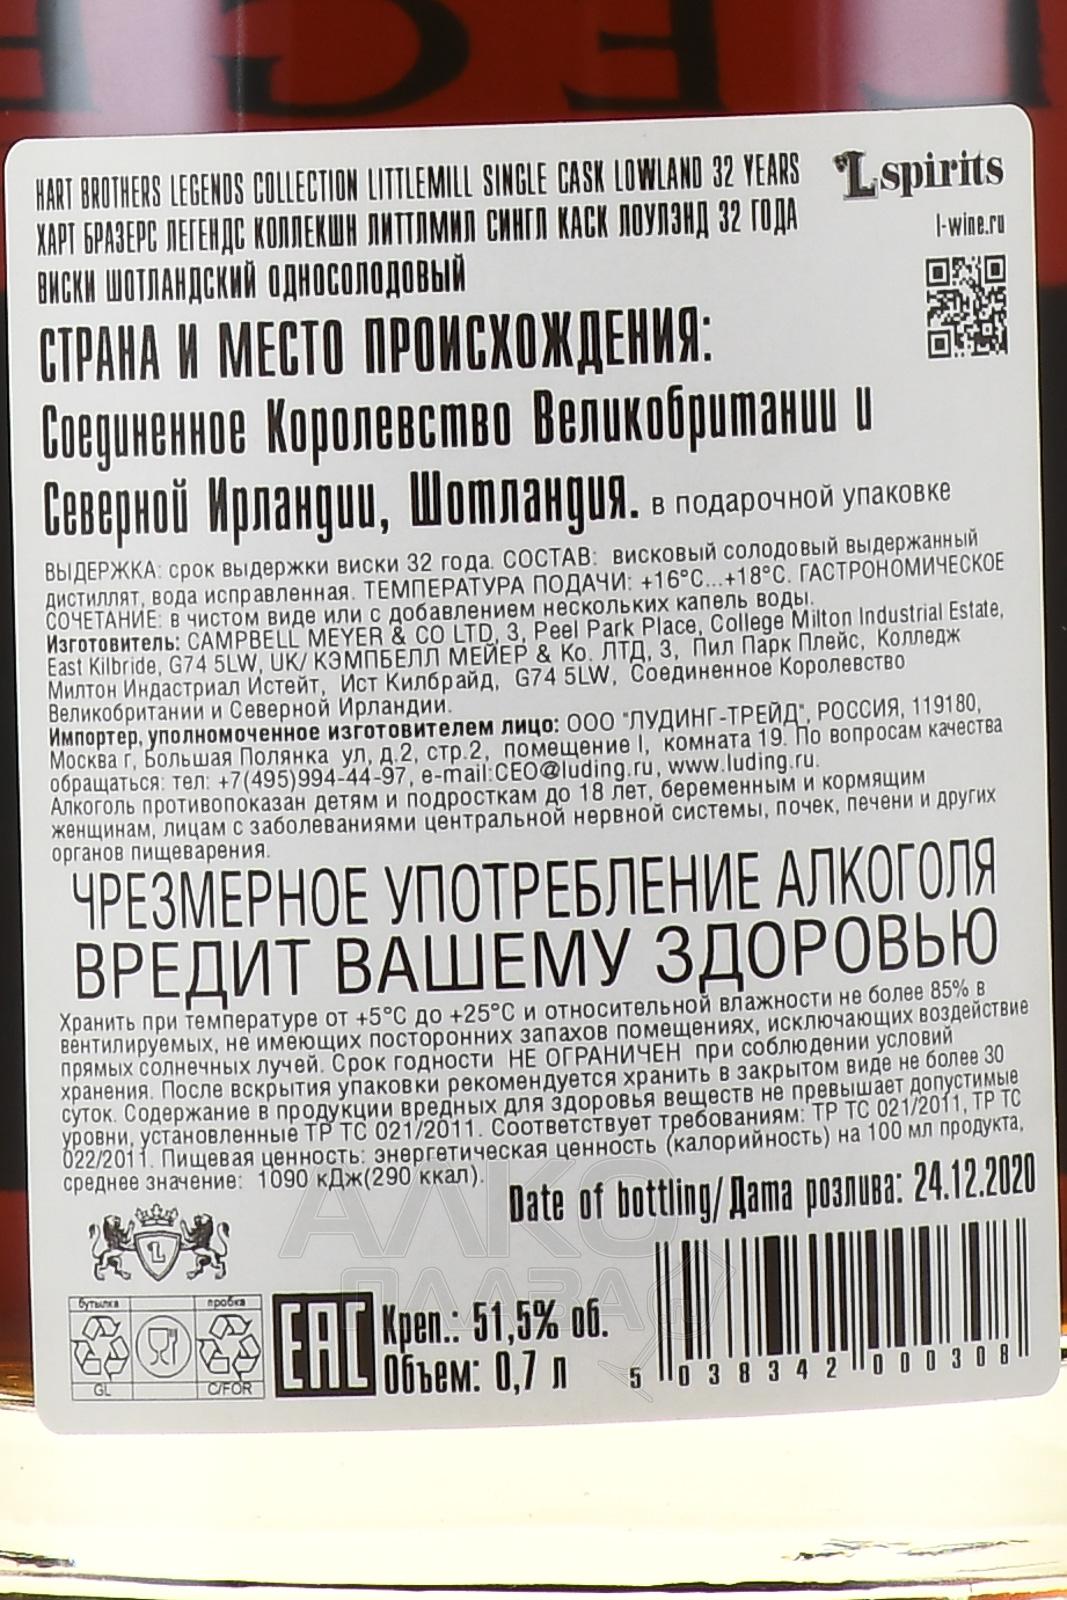 HART BROTHERS LEGENDS COLLECTION LITTLEMILL SINGLE CASK LOWLAND 32 YEARS
ХАРТ БРАЗЕРС ЛЕГЕНДС КОЛЛЕКШН ЛИТТЛМИЛ СИНГЛ КАСК ЛОУЛЭНД 32 ГОДА
ВИСКИ ШОТЛАНДСКИЙ ОДНОСОЛОДОВЫЙ
L spirits
l-wine.ru
СТРАНА И МЕСТО ПРОИСХОЖДЕНИЯ:
Соединенное Королевство Великобритании и
Северной Ирландии, Шотландия. в подарочной упаковке
ВЫДЕРЖКА: срок выдержки виски 32 года. СОСТАВ: висковый солодовый выдержанный
дистиллят, вода исправленная. ТЕМПЕРАТУРА ПОДАЧИ: +16°С...+18°С. ГАСТРОНОМИЧЕСКОЕ
СОЧЕТАНИЕ: в чистом виде или с добавлением нескольких капель воды.
Изготовитель: CAMPBELL MEYER & CO LTD, 3, Peel Park Place, College Milton Industrial Estate,
East Kilbride, G74 5LW, UK/ КЭМПБЕЛЛ МЕЙЕР & Ко. ЛТД, 3, Пил Парк Плейс, Колледж
Милтон Индастриал Истейт, Ист Килбрайд, G74 5LW, Соединенное Королевство
Великобритании и Северной Ирландии.
Импортер, уполномоченное изготовителем лицо: ООО "ЛУДИНГ-ТРЕЙД", РОССИЯ, 119180,
Москва г, Большая Полянка ул, д.2, стр.2, помещение I, комната 19. По вопросам качества
обращаться: тел: +7(495)994-44-97, e-mail:CEO@luding.ru, www.luding.ru.
Алкоголь противопоказан детям и подросткам до 18 лет, беременным и кормящим
женщинам, лицам с заболеваниями центральной нервной системы, почек, печени и других
органов пищеварения.
ЧРЕЗМЕРНОЕ УПОТРЕБЛЕНИЕ АЛКОГОЛЯ
ВРЕДИТ ВАШЕМУ ЗДОРОВЬЮ
Хранить при температуре от +5°С до +25°С и относительной влажности не более 85% в
вентилируемых, не имеющих посторонних запахов помещениях, исключающих воздействие
прямых солнечных лучей. Срок годности НЕ ОГРАНИЧЕН при соблюдении условий
хранения. После вскрытия упаковки рекомендуется хранить в закрытом виде не более 30
суток. Содержание в продукции вредных для здоровья веществ не превышает допустимые
уровни, установленные ТР ТС 021/2011. Соответствует требованиям: ТР ТС 021/2011, ТР ТС
022/2011. Пищевая ценность: энергетическая ценность (калорийность) на 100 мл продукта,
среднее значение: 1090 кДж(290 ккал).
Date of bottling/Дата розлива: 24.12.2020
АЛКО
ПЛАЗА
L
бутылка пробка
GL C/FOR
EAC
Креп.: 51,5% об.
Объем: 0,7 л
5 038342 000308